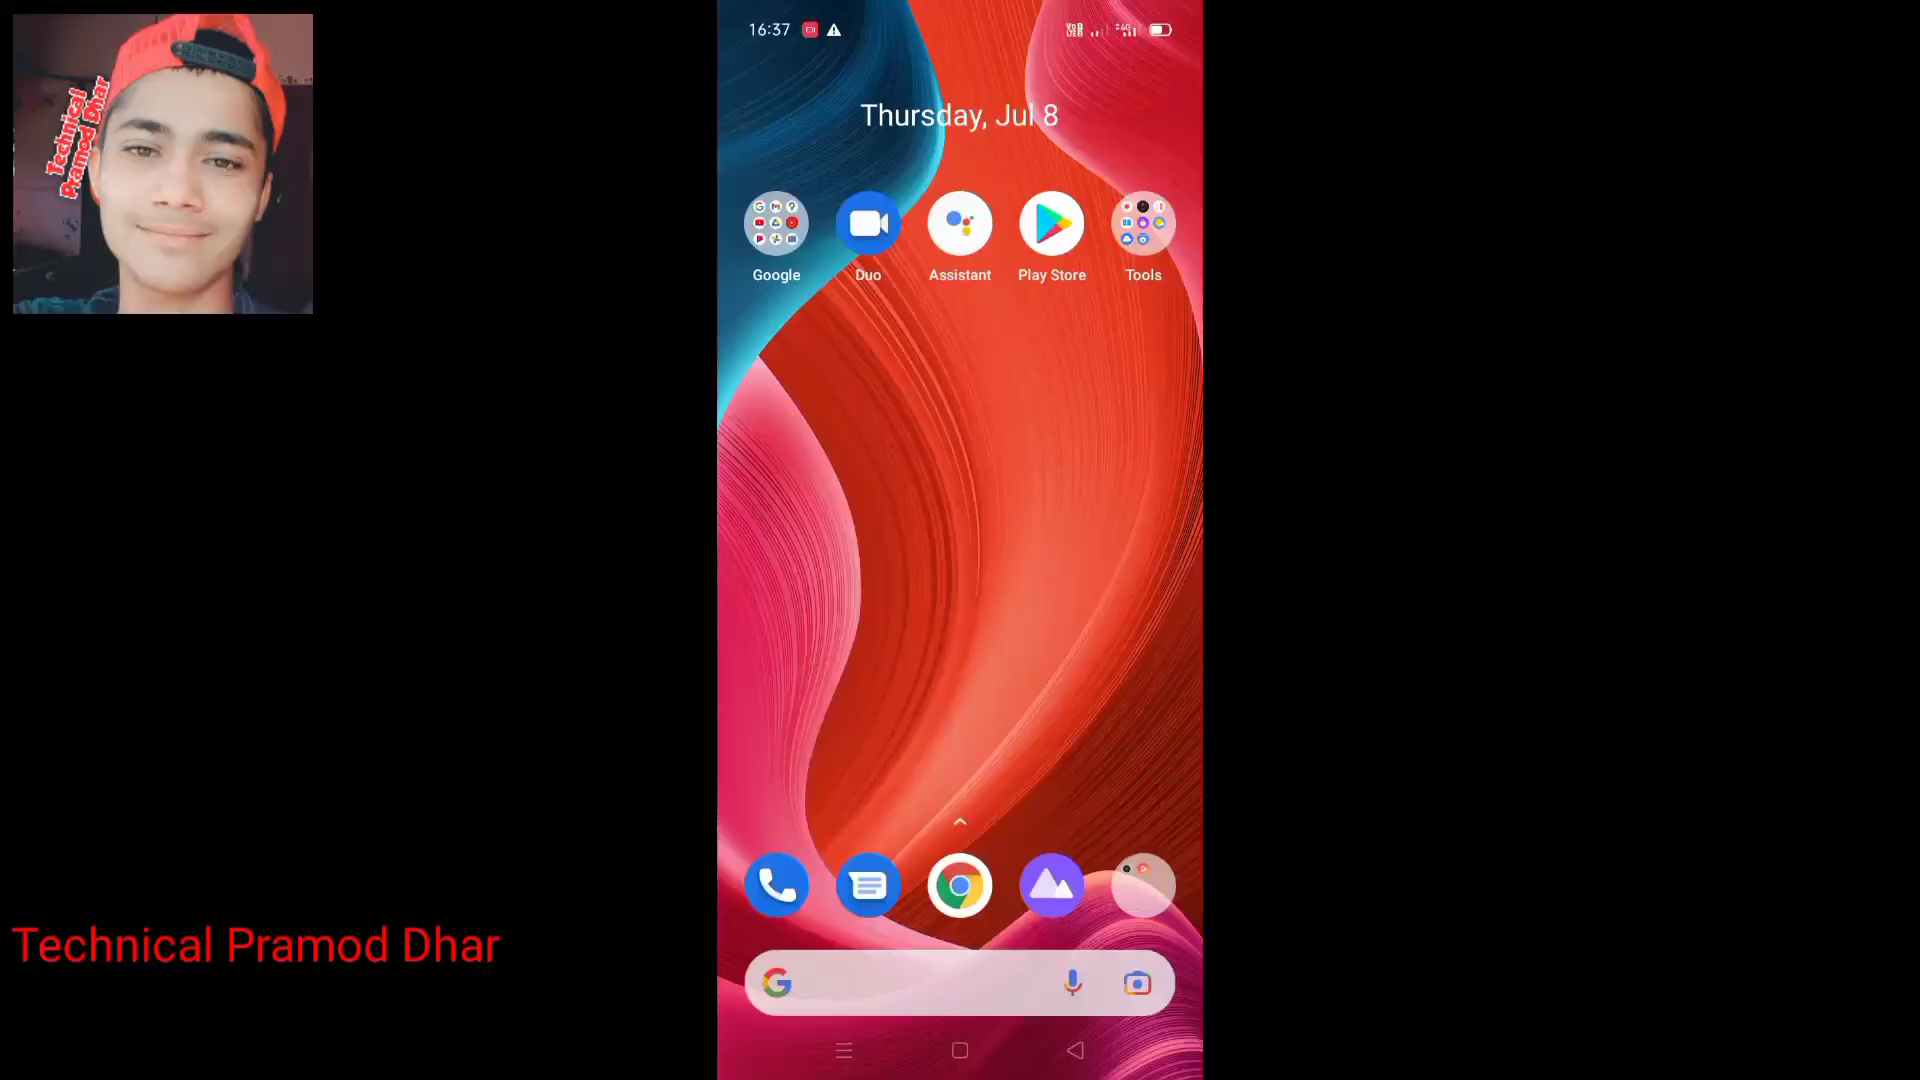 Technical
Pramod Dhar
16:37
Thursday, Jul 8
Google
Duo
Assistant
Play Store
Tools
Technical Pramod Dhar